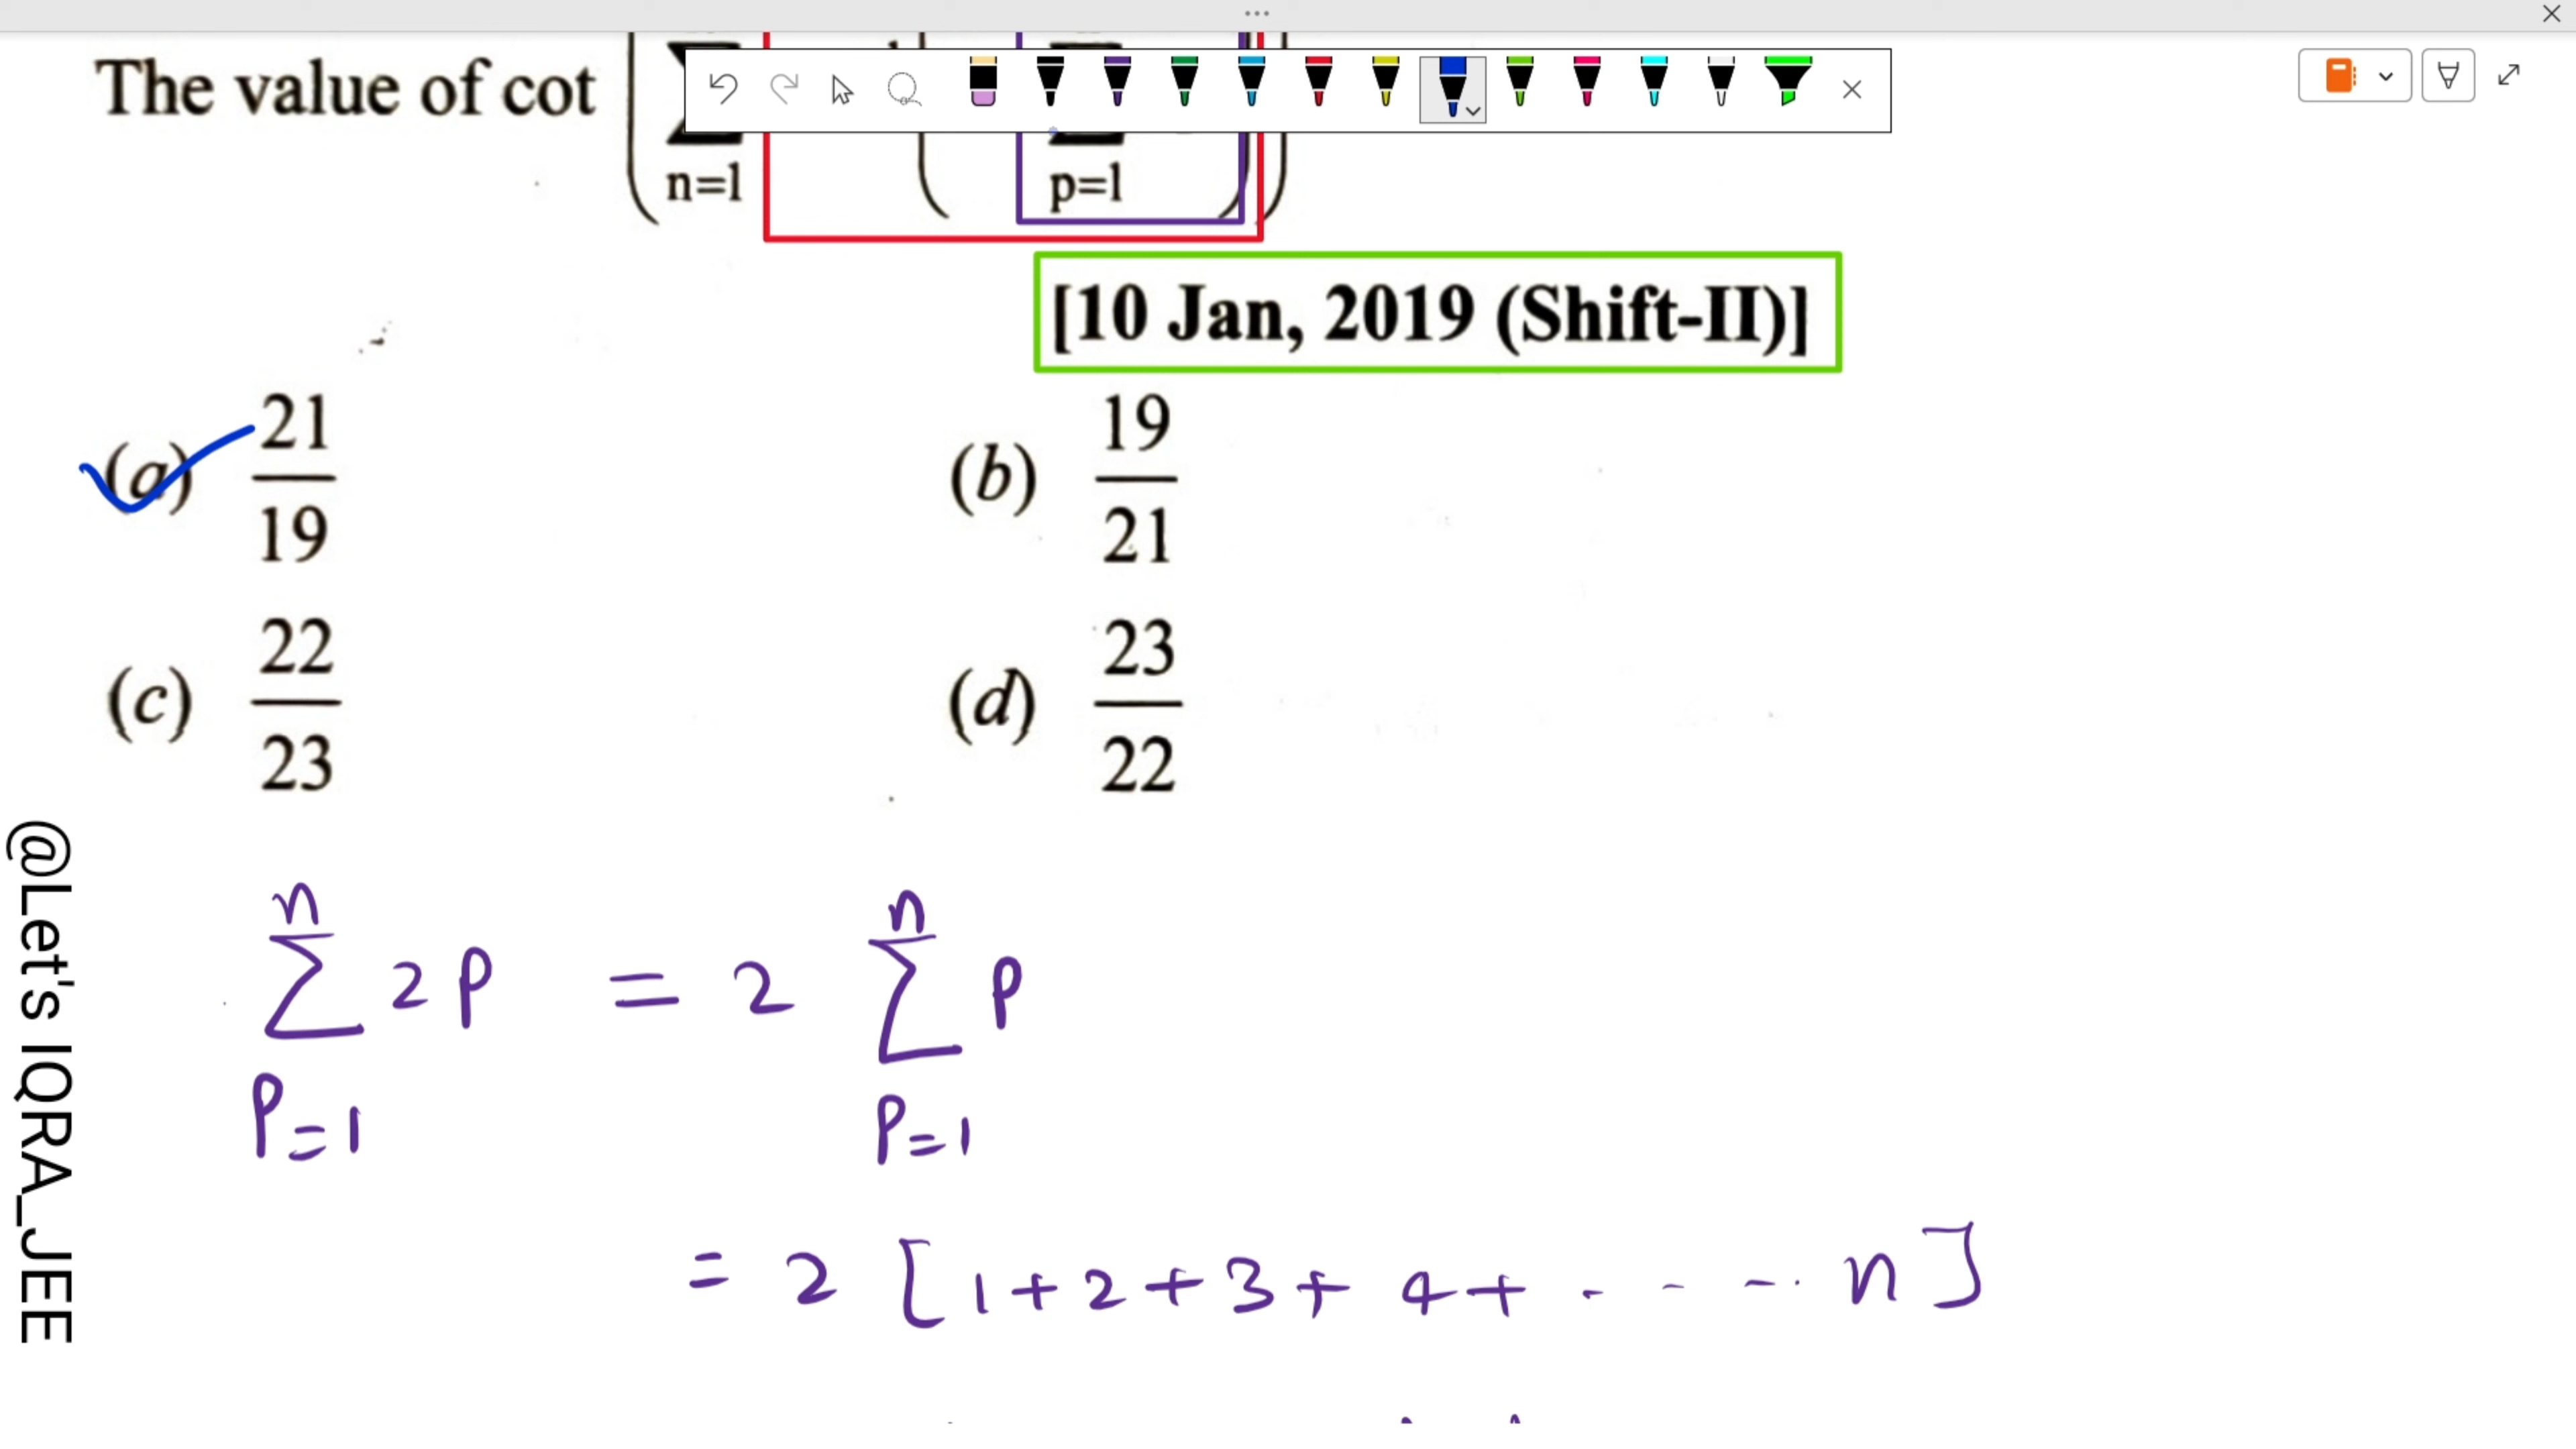 The value of cot
n=1
p=1
[10 Jan, 2019 (Shift-II)]
(a) 21/19
(b) 19/21
(c) 22/23
(d) 23/22
n n
∑ 2P = 2 ∑ P
P=1 P=1
= 2 [1+2+3+4+ . - - . n]
@Let's IQRA_JEE